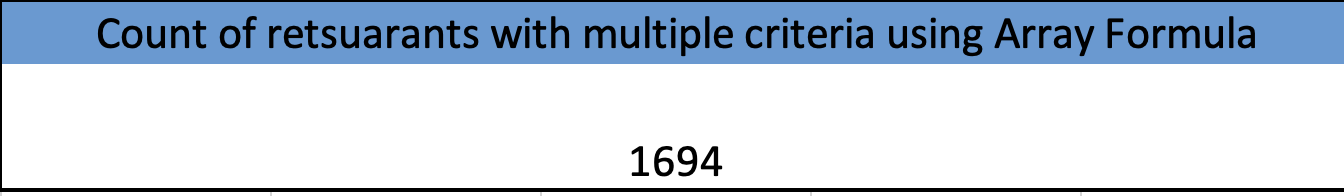 Count of retsuarants with multiple criteria using Array Formula
1694